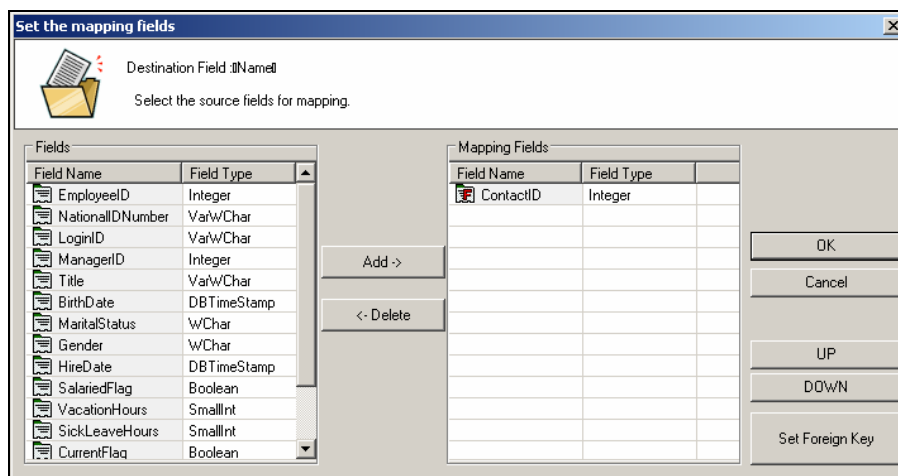 Set the mapping fields
Destination Field :▯Name▯
Select the source fields for mapping.
Fields
Field Name Field Type
EmployeeID Integer
NationalIDNumber VarWChar
LoginID VarWChar
ManagerID Integer
Title VarWChar
BirthDate DBTimeStamp
MaritalStatus WChar
Gender WChar
HireDate DBTimeStamp
SalariedFlag Boolean
VacationHours SmallInt
SickLeaveHours SmallInt
CurrentFlag Boolean
Add ->
<- Delete
Mapping Fields
Field Name Field Type
F ContactID Integer
OK
Cancel
UP
DOWN
Set Foreign Key